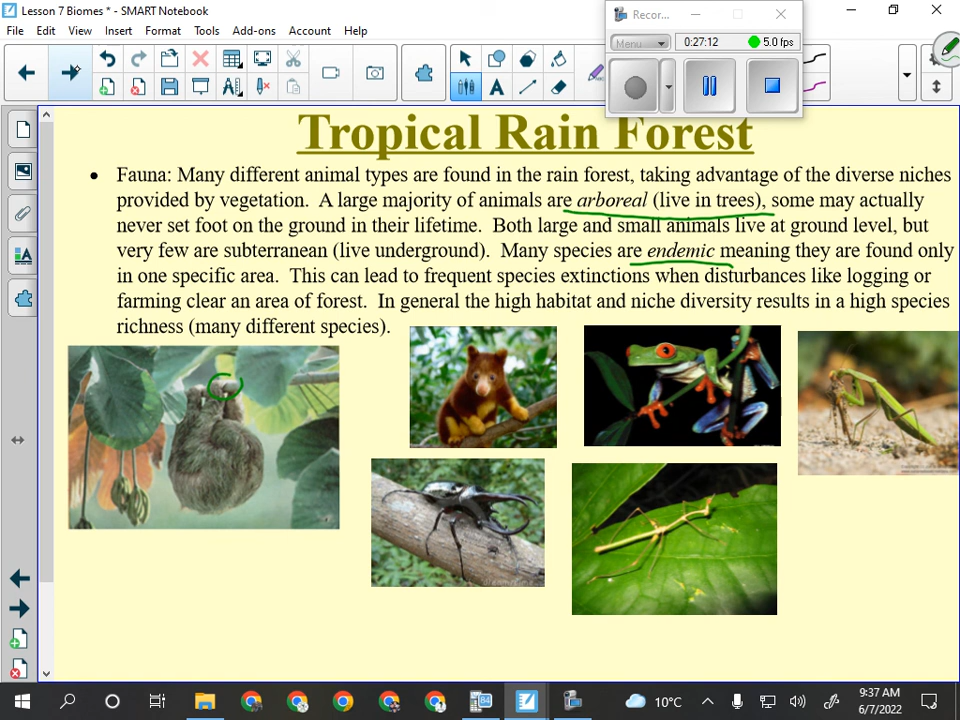 Lesson 7 Biomes * - SMART Notebook
Recor...
File Edit View Insert Format Tools Add-ons Account Help
Menu
0:27:12
5.0 fps
Tropical Rain Forest
• Fauna: Many different animal types are found in the rain forest, taking advantage of the diverse niches
provided by vegetation. A large majority of animals are arboreal (live in trees), some may actually
never set foot on the ground in their lifetime. Both large and small animals live at ground level, but
very few are subterranean (live underground). Many species are endemic meaning they are found only
in one specific area. This can lead to frequent species extinctions when disturbances like logging or
farming clear an area of forest. In general the high habitat and niche diversity results in a high species
richness (many different species).
10°C
9:37 AM
6/7/2022